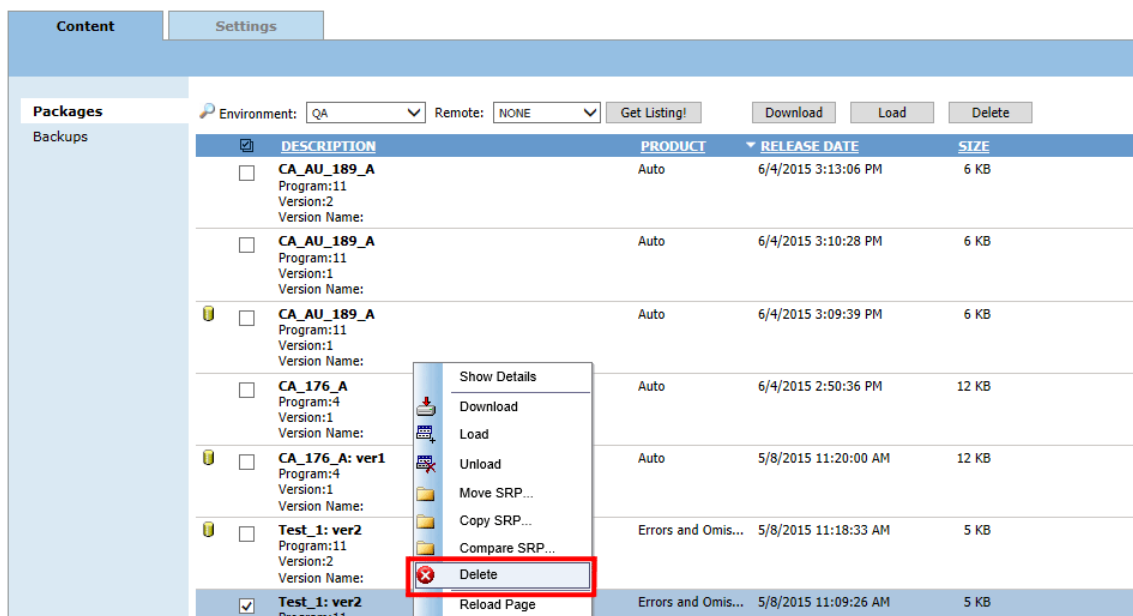 Content Settings
Packages
Backups
Environment: QA Remote: NONE Get Listing! Download Load Delete
DESCRIPTION PRODUCT RELEASE DATE SIZE
CA_AU_189_A Auto 6/4/2015 3:13:06 PM 6 KB
Program:11
Version:2
Version Name:
CA_AU_189_A Auto 6/4/2015 3:10:28 PM 6 KB
Program:11
Version:1
Version Name:
CA_AU_189_A Auto 6/4/2015 3:09:39 PM 6 KB
Program:11
Version:1
Version Name:
CA_176_A Auto 6/4/2015 2:50:36 PM 12 KB
Program:4
Version:1
Version Name:
CA_176_A: ver1 Auto 5/8/2015 11:20:00 AM 12 KB
Program:4
Version:1
Version Name:
Test_1: ver2 Errors and Omis... 5/8/2015 11:18:33 AM 5 KB
Program:11
Version:2
Version Name:
Test_1: ver2 Errors and Omis... 5/8/2015 11:09:26 AM 5 KB
Program:11
Show Details
Download
Load
Unload
Move SRP...
Copy SRP...
Compare SRP...
Delete
Reload Page